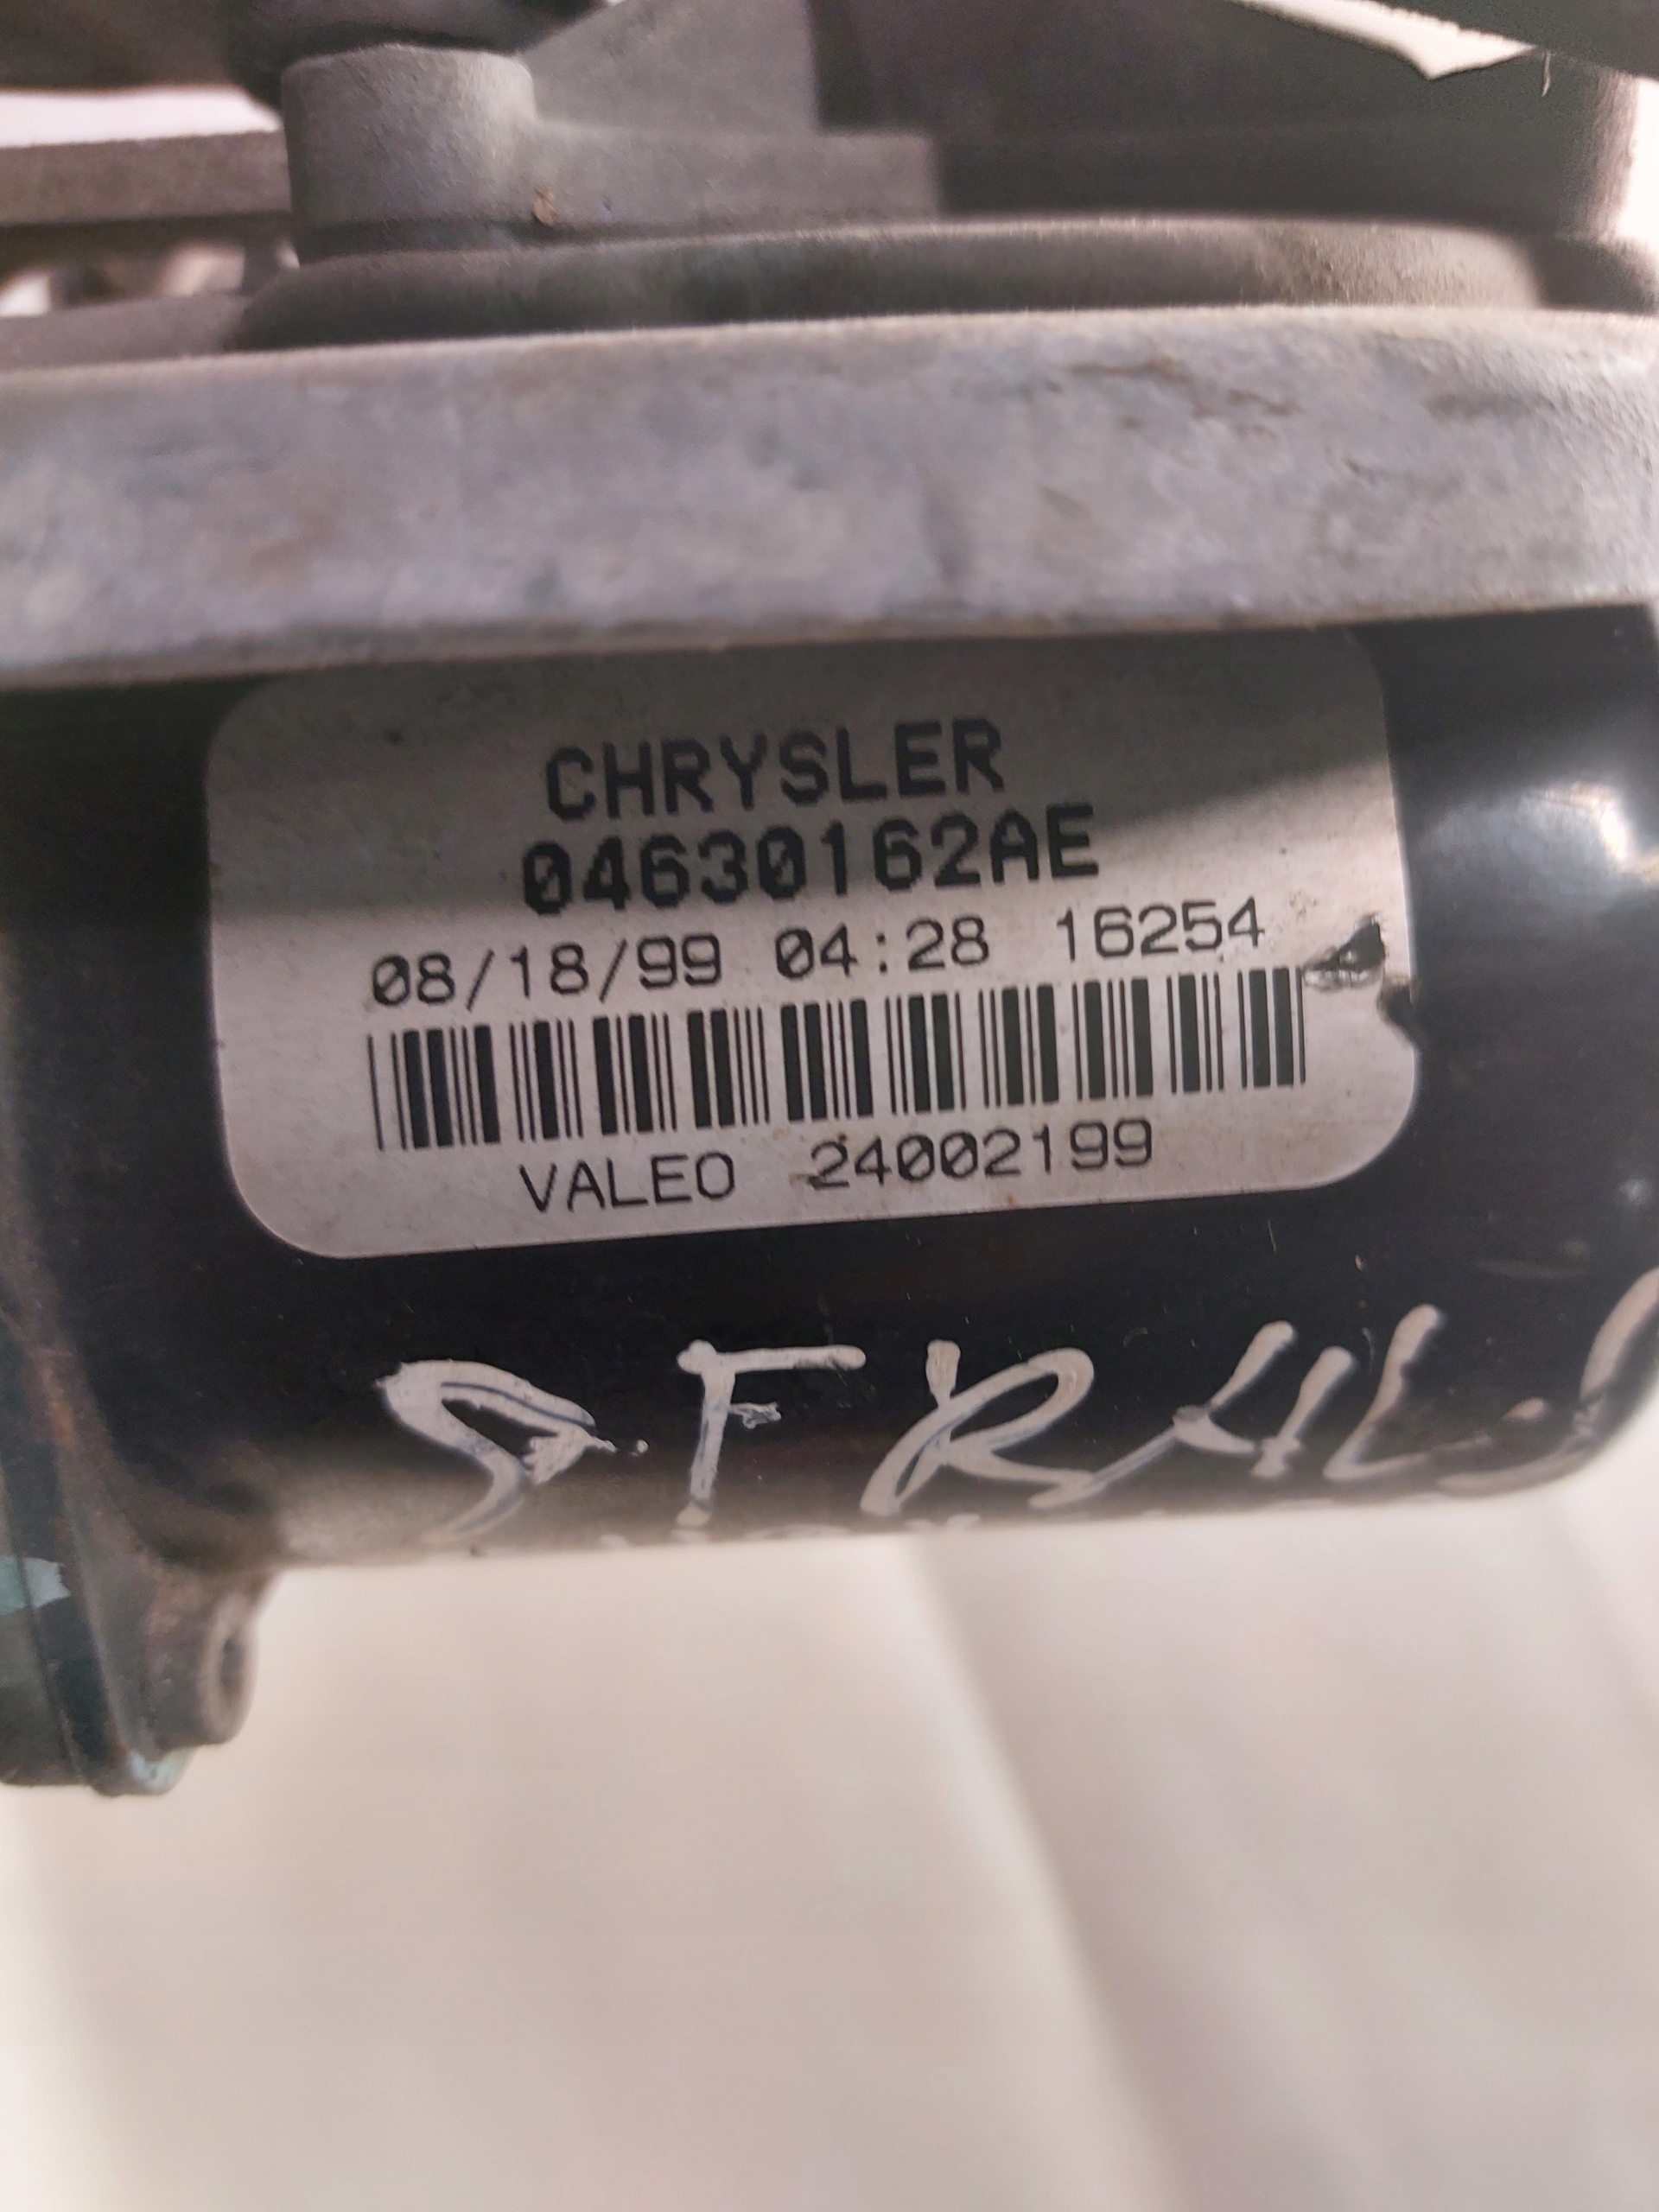 CHRYSLER
04630162AE
08/18/99 04:28 16254
VALEO 24002199